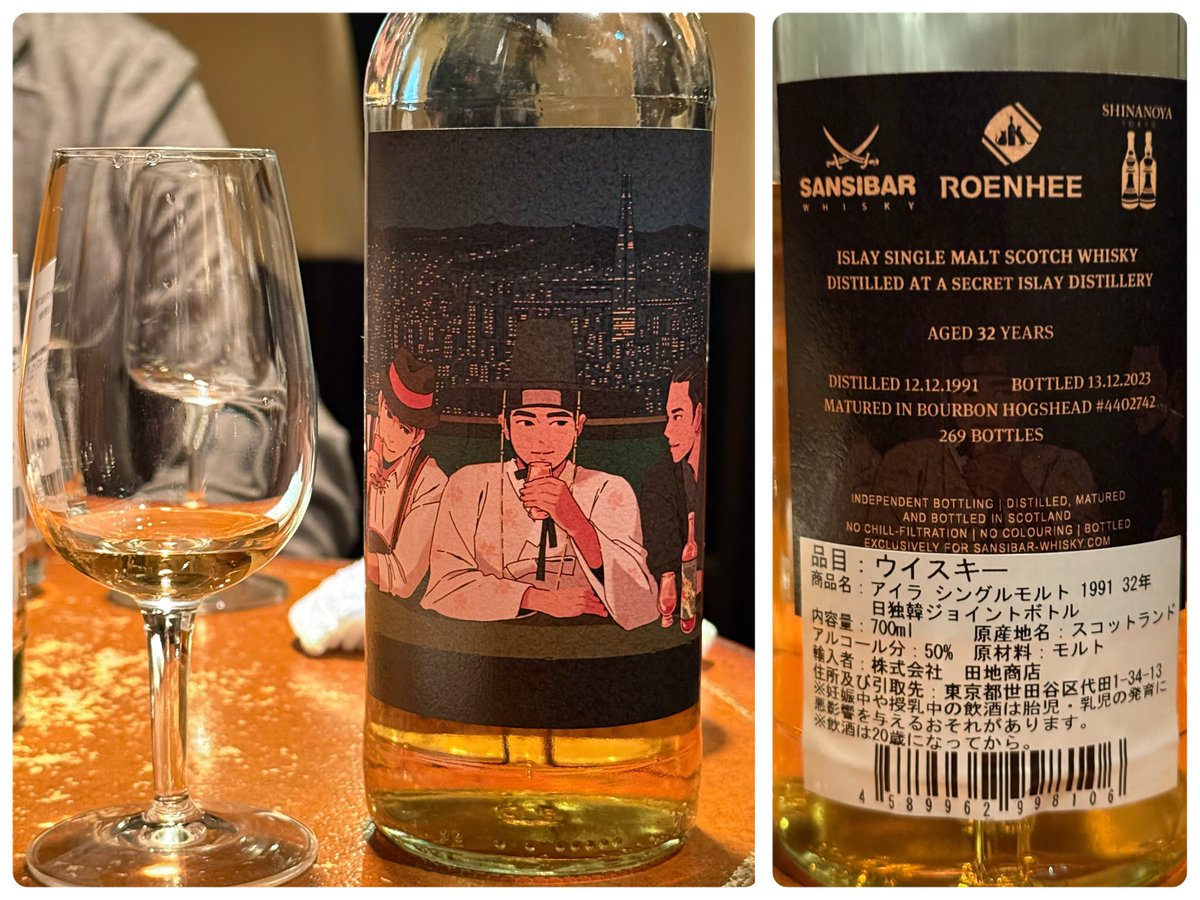 SANSIBAR
WHISKY
ROENHEE
SHINANOYA
TOKYO
ISLAY SINGLE MALT SCOTCH WHISKY
DISTILLED AT A SECRET ISLAY DISTILLERY
AGED 32 YEARS
DISTILLED 12.12.1991 BOTTLED 13.12.2023
MATURED IN BOURBON HOGSHEAD #4402742
269 BOTTLES
INDEPENDENT BOTTLING | DISTILLED, MATURED
AND BOTTLED IN SCOTLAND
NO CHILL-FILTRATION | NO COLOURING | BOTTLED
EXCLUSIVELY FOR SANSIBAR-WHISKY.COM
品目：ウイスキー
商品名：アイラ シングルモルト 1991 32年
日独韓ジョイントボトル
内容量：700ml 原産地名：スコットランド
アルコール分：50% 原材料：モルト
輸入者：株式会社 田地商店
住所及び引取先：東京都世田谷区代田1-34-13
※妊娠中や授乳中の飲酒は胎児・乳児の発育に
悪影響を与えるおそれがあります。
※飲酒は20歳になってから。
4 589962 998106